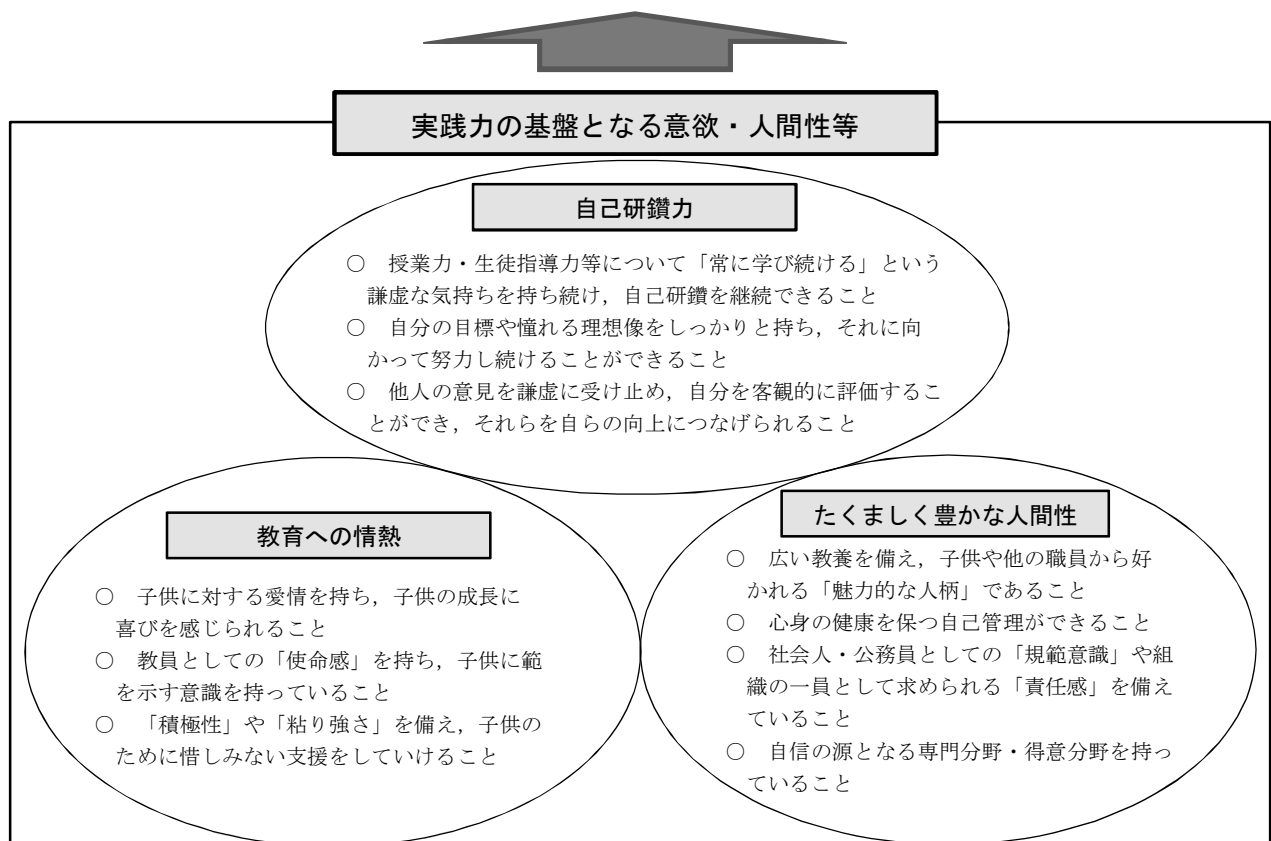 実践力の基盤となる意欲・人間性等
自己研鑽力
○　授業力・生徒指導力等について「常に学び続ける」という
謙虚な気持ちを持ち続け，自己研鑽を継続できること
○　自分の目標や憧れる理想像をしっかりと持ち，それに向
かって努力し続けることができること
○　他人の意見を謙虚に受け止め，自分を客観的に評価するこ
とができ，それらを自らの向上につなげられること
教育への情熱
○　子供に対する愛情を持ち，子供の成長に
喜びを感じられること
○　教員としての「使命感」を持ち，子供に範
を示す意識を持っていること
○　「積極性」や「粘り強さ」を備え，子供の
ために惜しみない支援をしていけること
たくましく豊かな人間性
○　広い教養を備え，子供や他の職員から好
かれる「魅力的な人柄」であること
○　心身の健康を保つ自己管理ができること
○　社会人・公務員としての「規範意識」や組
織の一員として求められる「責任感」を備え
ていること
○　自信の源となる専門分野・得意分野を持っ
ていること